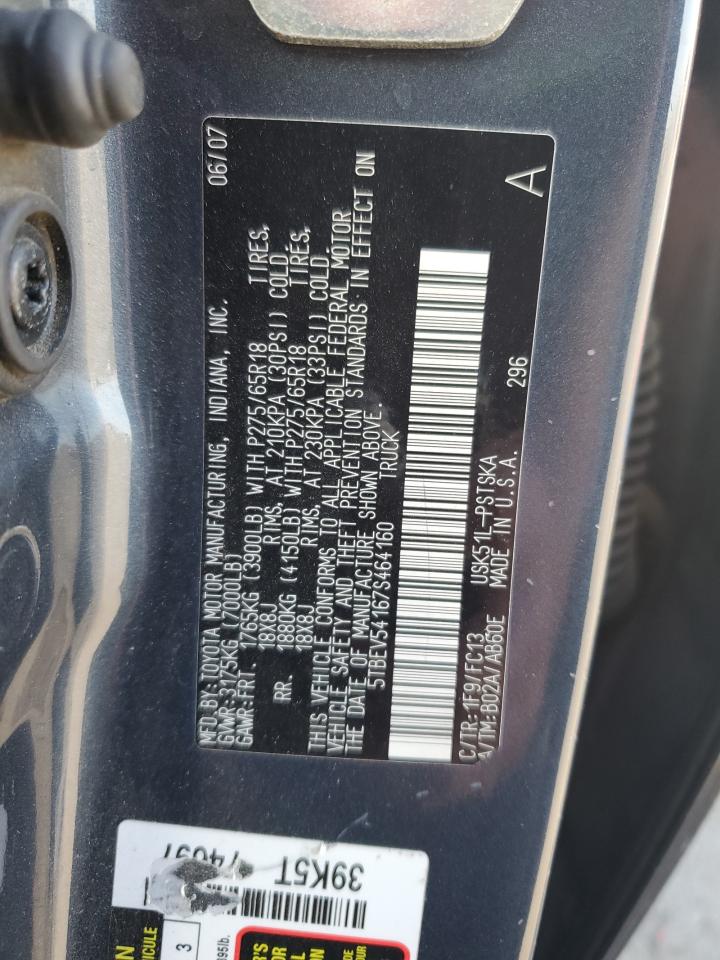 MFD.BY:TOYOTA MOTOR MANUFACTURING, INDIANA, INC. 06/07
GVWR:3175KG (7000LB)
GAWR:FRT. 1765KG (3900LB) WITH P275/65R18 TIRES,
18X8J RIMS, AT 210KPA (30PSI) COLD
RR. 1880KG (4150LB) WITH P275/65R18 TIRES,
18X8J RIMS, AT 230KPA (33PSI) COLD.
THIS VEHICLE CONFORMS TO ALL APPLICABLE FEDERAL MOTOR
VEHICLE SAFETY AND THEFT PREVENTION STANDARDS IN EFFECT ON
THE DATE OF MANUFACTURE SHOWN ABOVE.
5TBEV54167S464160 TRUCK
C/TR:1F9/FC13 USK51L-PSTSKA 296 A
A/TM:B02A/AB60E MADE IN U.S.A.
39K5T
3